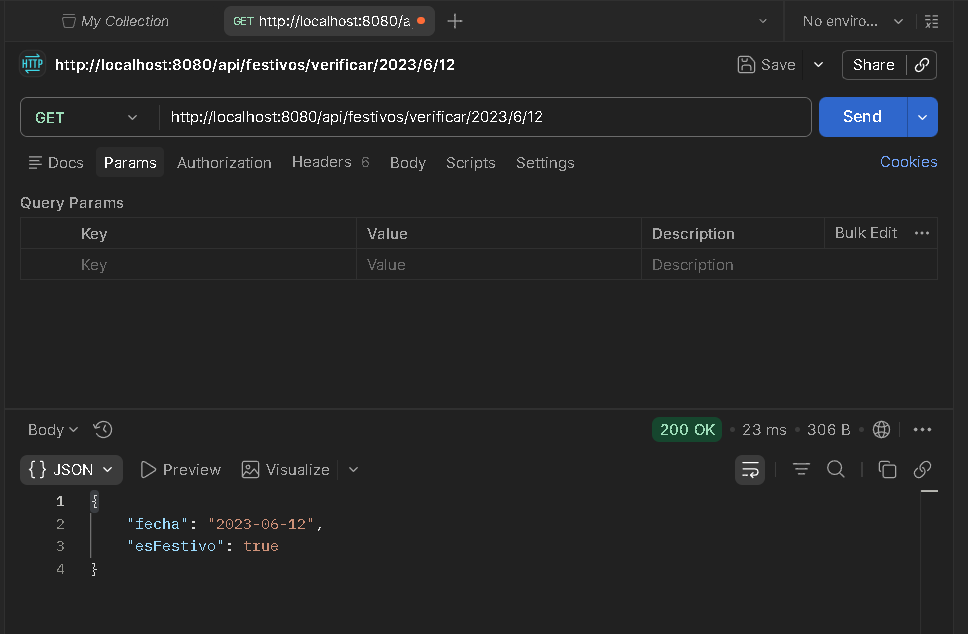 My Collection GET http://localhost:8080/a No enviro...
HTTP http://localhost:8080/api/festivos/verificar/2023/6/12 Save Share
GET http://localhost:8080/api/festivos/verificar/2023/6/12 Send
Docs Params Authorization Headers 6 Body Scripts Settings Cookies
Query Params
Key Value Description Bulk Edit ...
Key Value Description
Body 200 OK • 23 ms • 306 B • ...
{} JSON Preview Visualize
1 {
2 "fecha": "2023-06-12",
3 "esFestivo": true
4 }